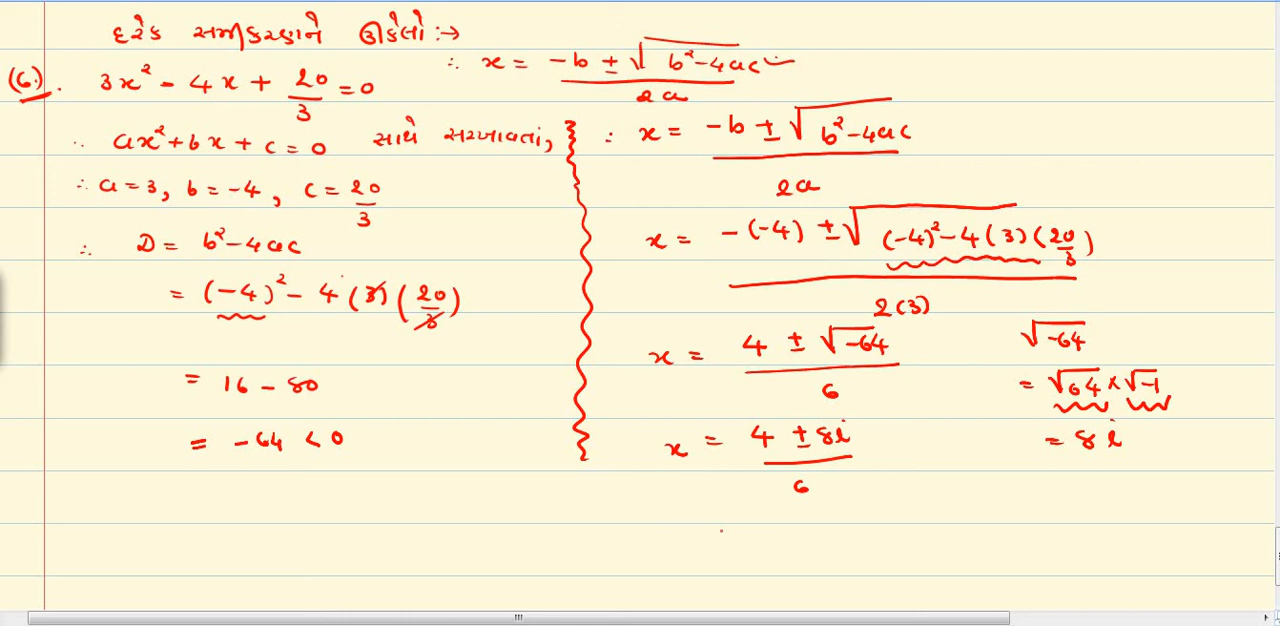 દરેક સમીકરણને ઉકેલો :→
(6.) . 3x² - 4x + 20/3 = 0
∴ ax² + bx + c = 0 સાથે સરખાવતાં,
∴ a = 3, b = -4, c = 20/3
∴ D = b² - 4ac
= (-4)² - 4 (3) (20/3)
= 16 - 80
= -64 < 0
∴ x = -b ± √(b² - 4ac) / 2a
∴ x = -b ± √(b² - 4ac) / 2a
x = -(-4) ± √((-4)² - 4(3)(20/3)) / 2(3)
x = 4 ± √-64 / 6
x = 4 ± 8i / 6
√-64
= √64 × √-1
= 8i